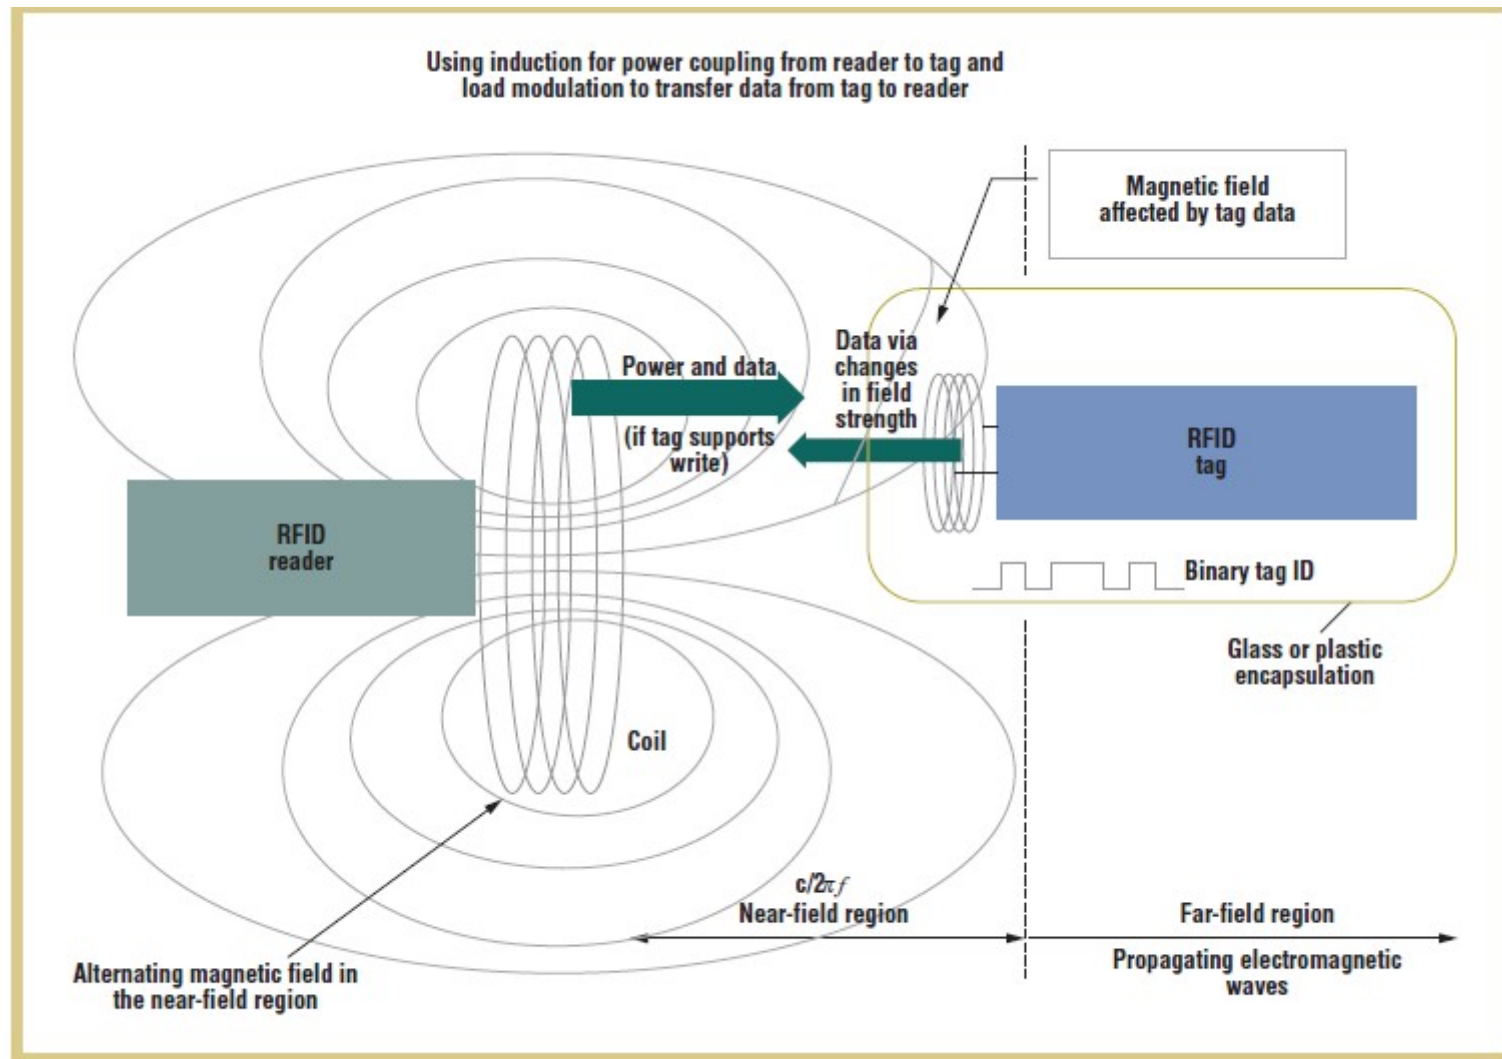 Using induction for power coupling from reader to tag and
load modulation to transfer data from tag to reader
Magnetic field
affected by tag data
Data via
changes
in field
strength
Power and data
(if tag supports
write)
RFID
tag
RFID
reader
Binary tag ID
Glass or plastic
encapsulation
Coil
c/2πf
Near-field region
Far-field region
Propagating electromagnetic
waves
Alternating magnetic field in
the near-field region